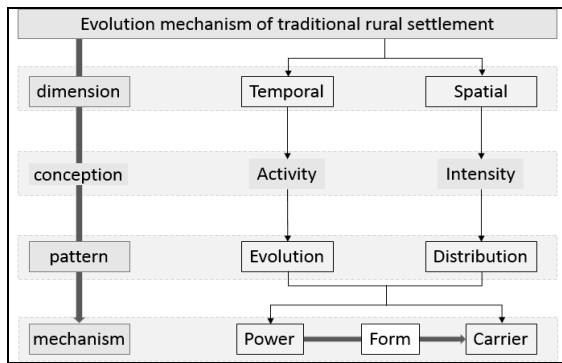 Evolution mechanism of traditional rural settlement
dimension Temporal Spatial
conception Activity Intensity
pattern Evolution Distribution
mechanism Power Form Carrier